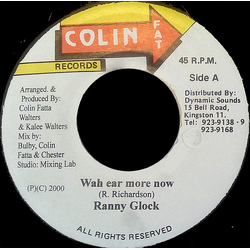 COLIN
FAT
RECORDS
45 R.P.M.
Side A
Arranged. &
Produced By:
Colin Fatta
Walters
& Kalee Walters
Mix by:
Bulby, Colin
Fatta & Chester
Studio: Mixing Lab
Distributed By:
Dynamic Sounds
15 Bell Road,
Kingston 11.
Tel: 923-9138 - 9
923-9168
(P)(C) 2000
Wah ear more now
(R. Richardson)
Ranny Glock
ALL RIGHTS RESERVED